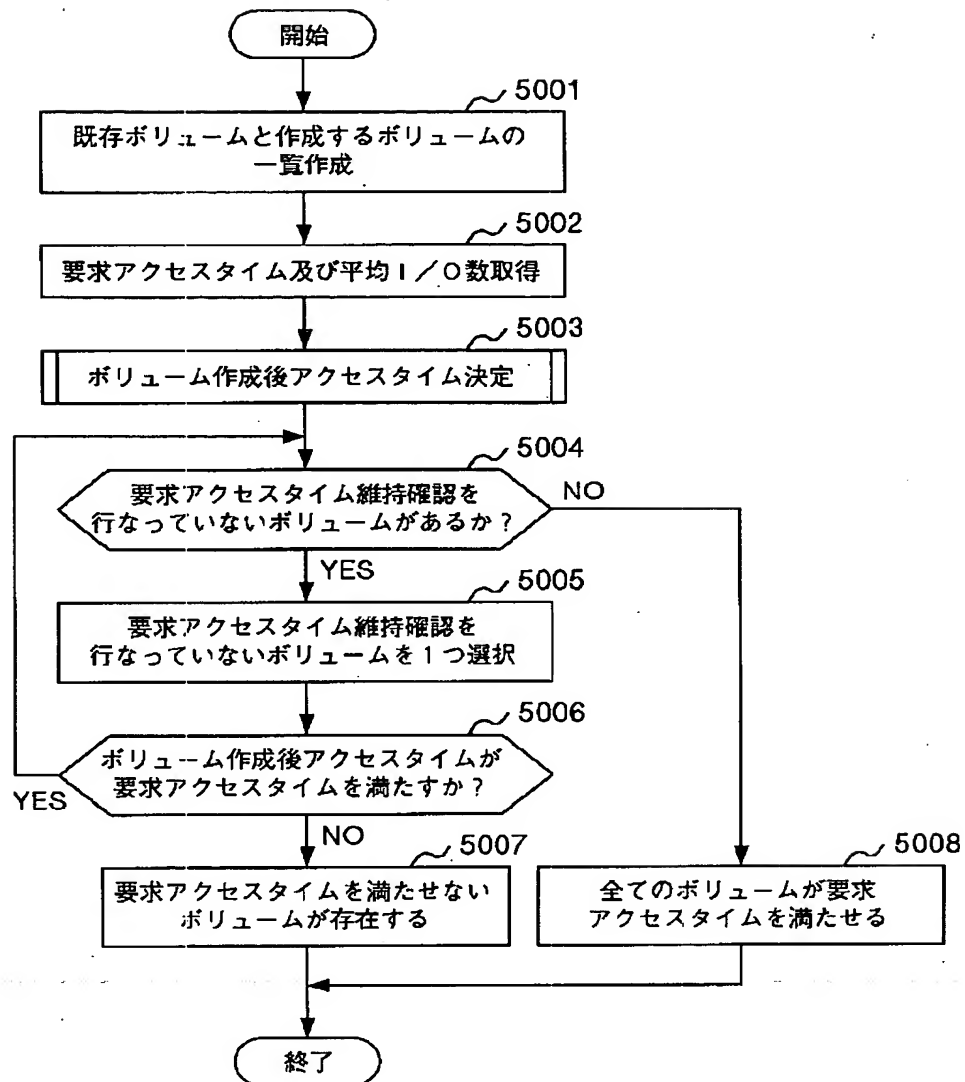 開始
5001
既存ボリュームと作成するボリュームの
一覧作成
5002
要求アクセスタイム及び平均I/O数取得
5003
ボリューム作成後アクセスタイム決定
5004
要求アクセスタイム維持確認を
行なっていないボリュームがあるか?
NO
YES
5005
要求アクセスタイム維持確認を
行なっていないボリュームを1つ選択
5006
ボリューム作成後アクセスタイムが
要求アクセスタイムを満たすか?
YES
NO
5007
要求アクセスタイムを満たせない
ボリュームが存在する
5008
全てのボリュームが要求
アクセスタイムを満たせる
終了